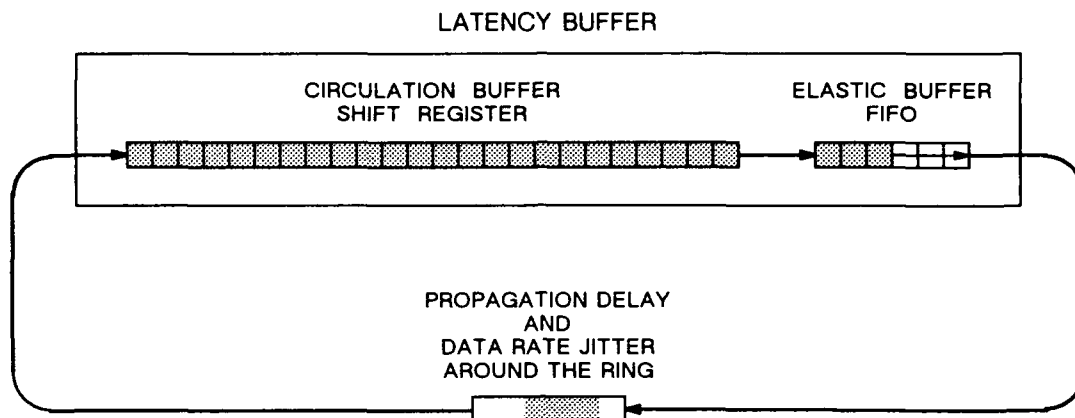 LATENCY BUFFER
CIRCULATION BUFFER
SHIFT REGISTER
ELASTIC BUFFER
FIFO
PROPAGATION DELAY
AND
DATA RATE JITTER
AROUND THE RING